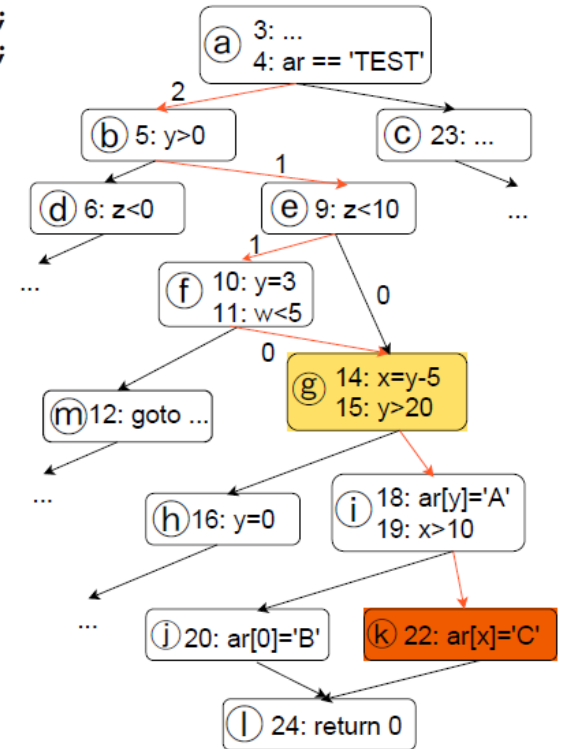 ;
;
ⓐ 3: ...
4: ar == 'TEST'
2
ⓑ 5: y>0
ⓒ 23: ...
1
ⓓ 6: z<0
ⓔ 9: z<10
...
...
1
ⓕ 10: y=3
11: w<5
0
0
ⓖ 14: x=y-5
15: y>20
ⓜ 12: goto ...
...
ⓗ 16: y=0
ⓘ 18: ar[y]='A'
19: x>10
...
ⓙ 20: ar[0]='B'
ⓚ 22: ar[x]='C'
ⓛ 24: return 0